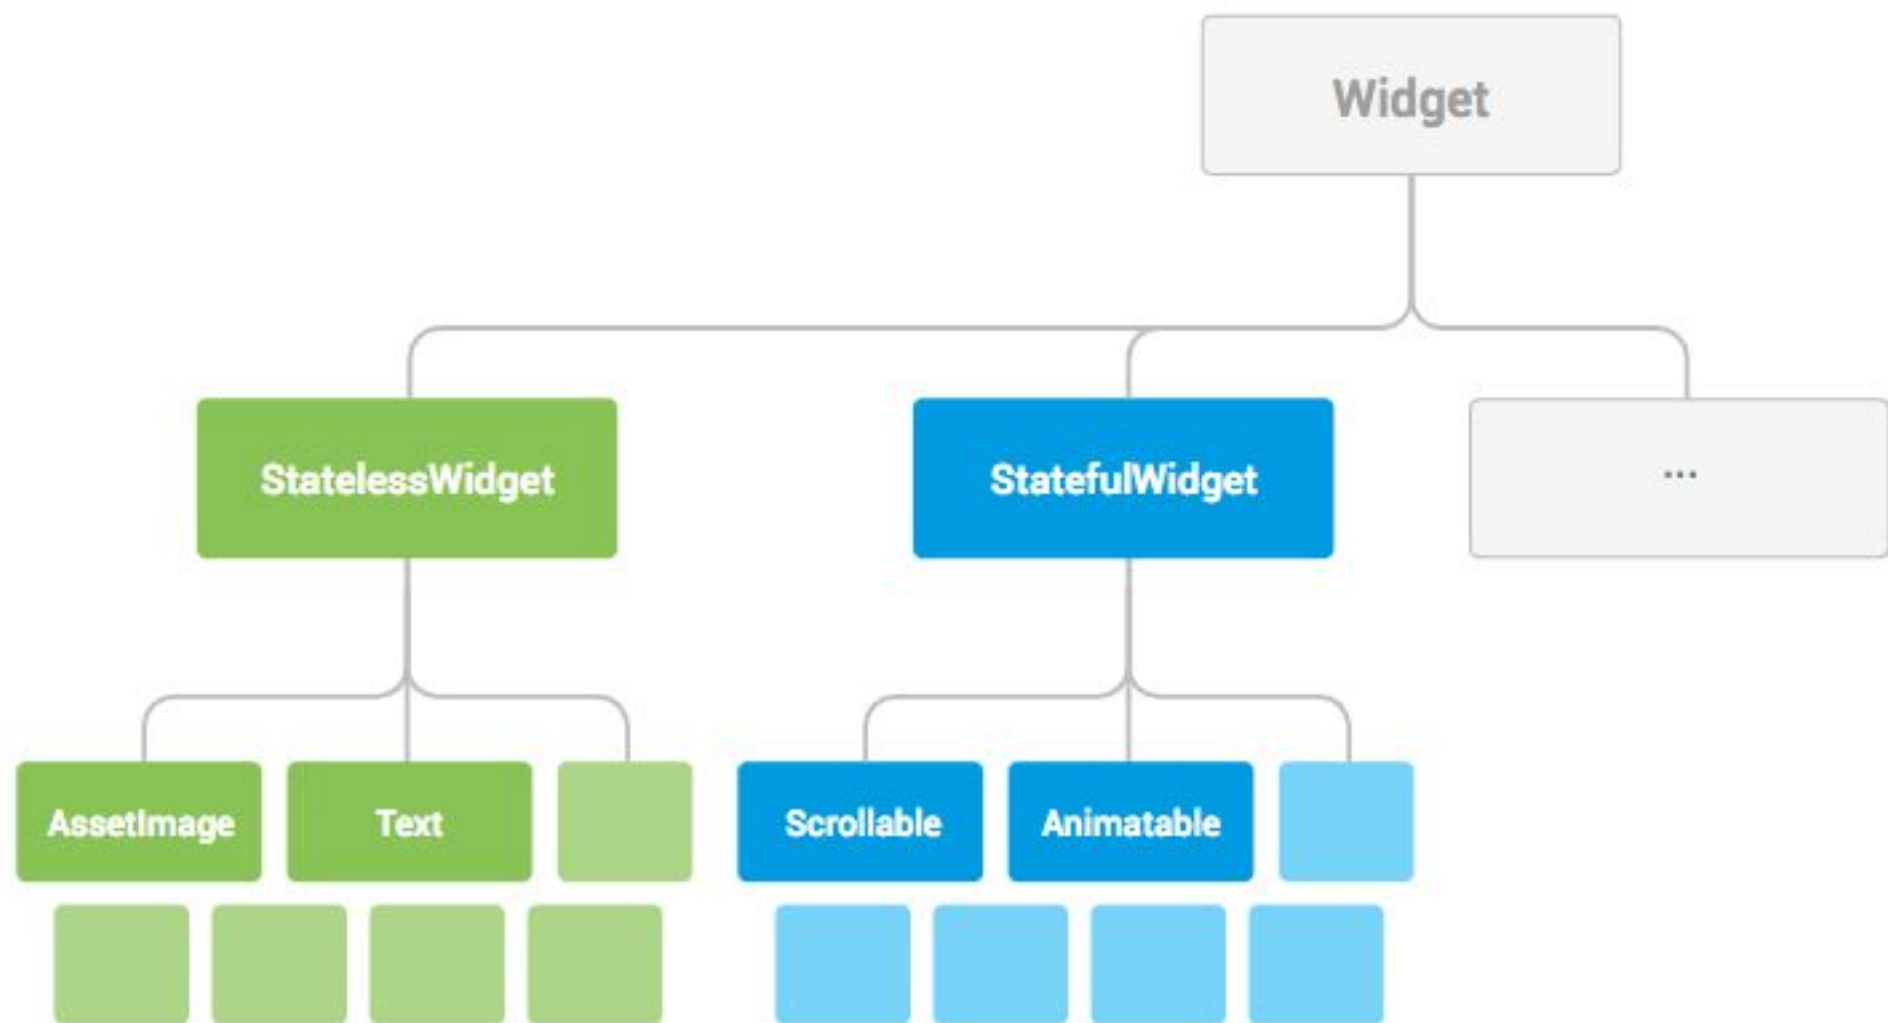 Widget
StatelessWidget
StatefulWidget
...
AssetImage
Text
Scrollable
Animatable